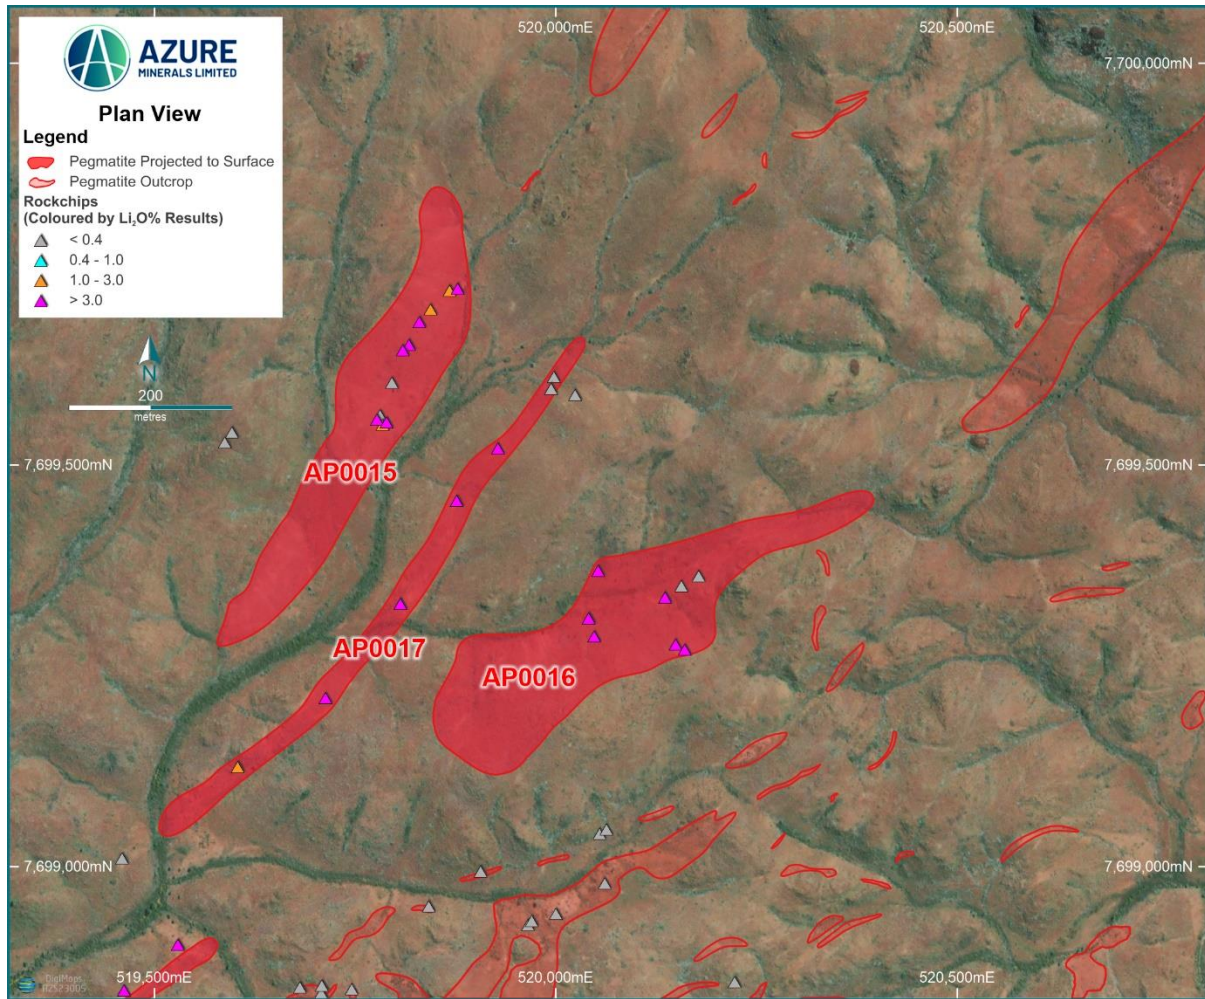 520,000mE
520,500mE
AZURE
MINERALS LIMITED
7,700,000mN
Plan View
Legend
Pegmatite Projected to Surface
Pegmatite Outcrop
Rockchips
(Coloured by Li₂O% Results)
< 0.4
0.4 - 1.0
1.0 - 3.0
> 3.0
N
200
metres
7,699,500mN
AP0015
7,699,500mN
AP0017
AP0016
7,699,000mN
7,699,000mN
DigiMaps
519,500mE
520,000mE
520,500mE